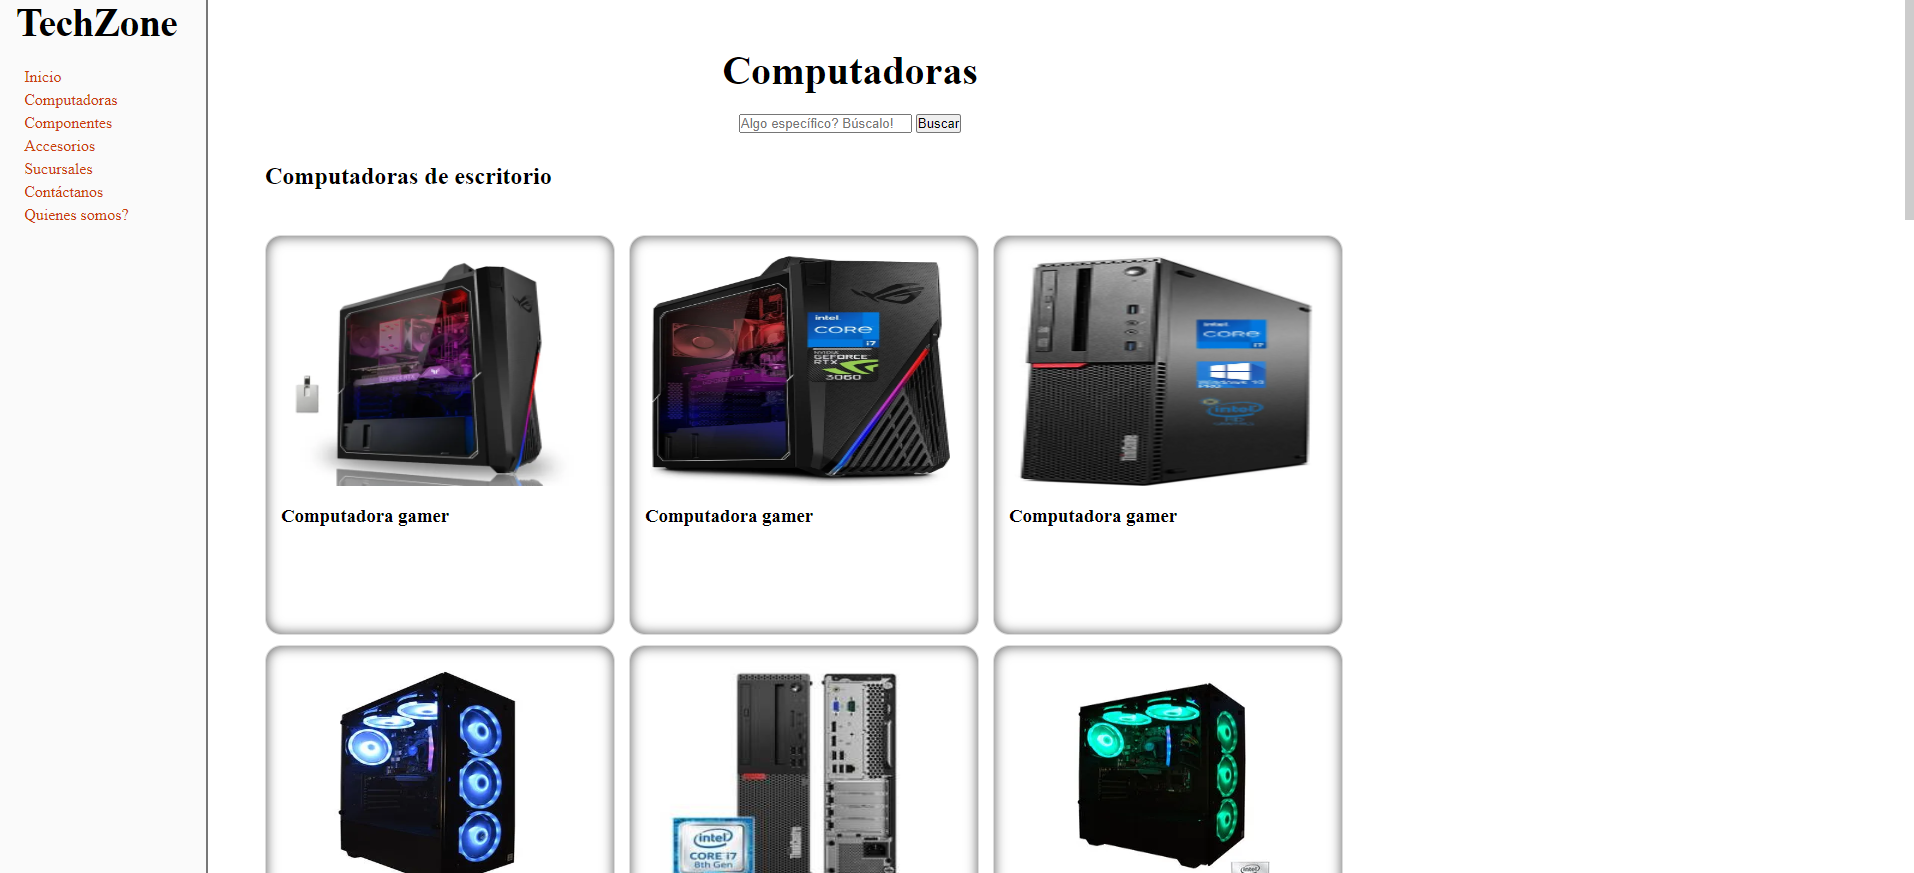 TechZone
Inicio
Computadoras
Componentes
Accesorios
Sucursales
Contáctanos
Quienes somos?
Computadoras
Algo específico? Búscalo! Buscar
Computadoras de escritorio
intel
CORE
i7
NVIDIA
GEFORCE
RTX
3060
intel
CORE
i7
intel
Computadora gamer
Computadora gamer
Computadora gamer
intel
CORE i7
8th Gen
intel